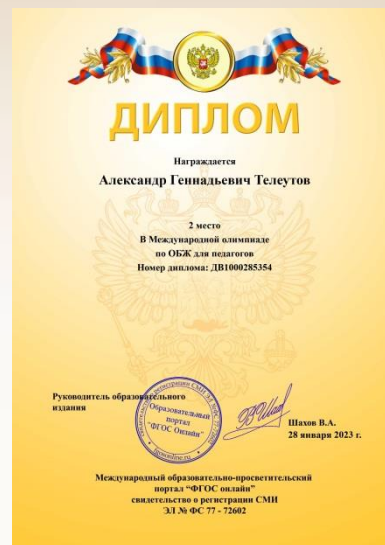 ДИПЛОМ
Награждается
Александр Геннадьевич Телеутов
2 место
В Международной олимпиаде
по ОБЖ для педагогов
Номер диплома: ДВ1000285354
Руководитель образовательного
издания
Образовательный
портал
"ФГОС Онлайн"
Шахов В.А.
28 января 2023 г.
Международный образовательно-просветительский
портал “ФГОС онлайн”
свидетельство о регистрации СМИ
ЭЛ № ФС 77 - 72602